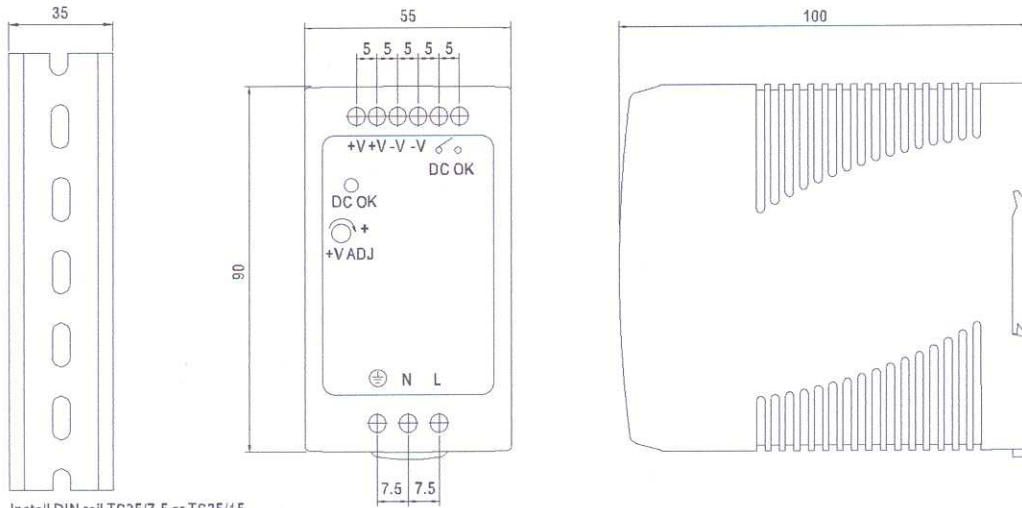 35
55
100
5 5 5 5 5
+V +V -V -V
DC OK
DC OK
+
+V ADJ
90
N L
7.5 7.5
Install DIN rail TS35/7.5 or TS35/15